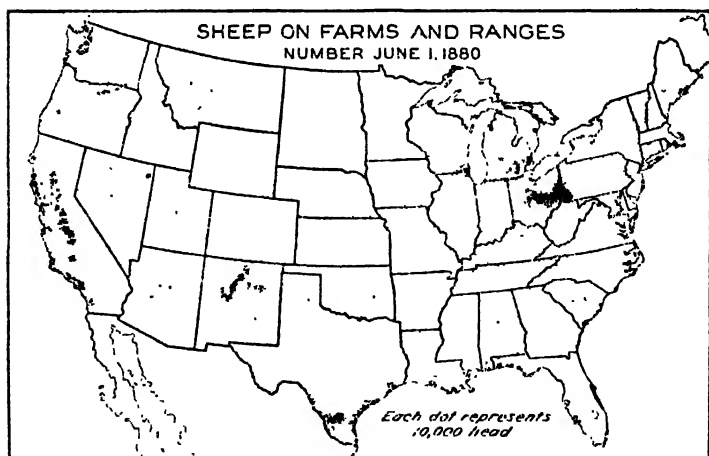 SHEEP ON FARMS AND RANGES
NUMBER JUNE 1, 1880
Each dot represents
10,000 head